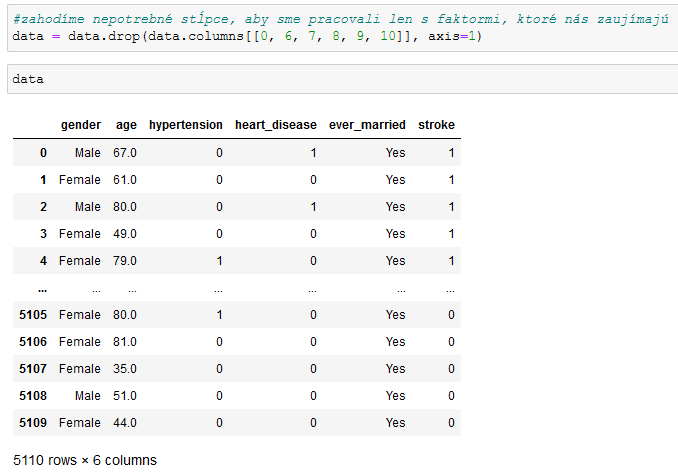 #zahodíme nepotrebné stĺpce, aby sme pracovali len s faktormi, ktoré nás zaujímajú
data = data.drop(data.columns[[0, 6, 7, 8, 9, 10]], axis=1)
data
gender age hypertension heart_disease ever_married stroke
0 Male 67.0 0 1 Yes 1
1 Female 61.0 0 0 Yes 1
2 Male 80.0 0 1 Yes 1
3 Female 49.0 0 0 Yes 1
4 Female 79.0 1 0 Yes 1
... ... ... ... ... ... ...
5105 Female 80.0 1 0 Yes 0
5106 Female 81.0 0 0 Yes 0
5107 Female 35.0 0 0 Yes 0
5108 Male 51.0 0 0 Yes 0
5109 Female 44.0 0 0 Yes 0
5110 rows × 6 columns